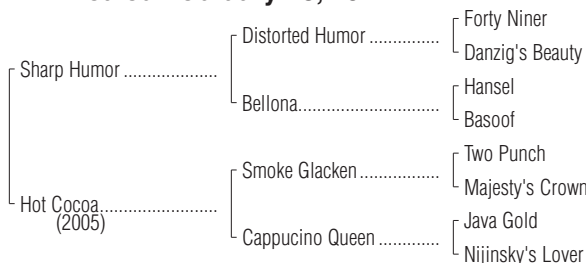 Forty Niner
Distorted Humor
Danzig's Beauty
Sharp Humor
Hansel
Bellona
Basoof
Two Punch
Smoke Glacken
Majesty's Crown
Hot Cocoa
(2005)
Java Gold
Cappucino Queen
Nijinsky's Lover